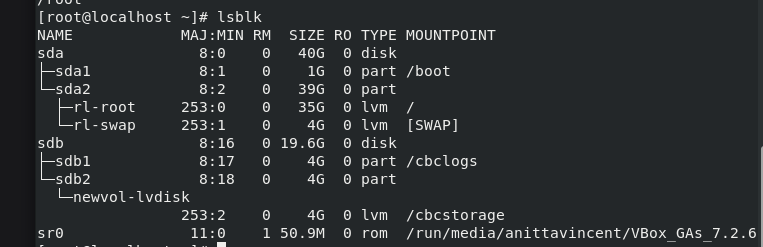 /root
[root@localhost ~]# lsblk
NAME              MAJ:MIN RM  SIZE RO TYPE MOUNTPOINT
sda                 8:0    0   40G  0 disk
├─sda1              8:1    0    1G  0 part /boot
└─sda2              8:2    0   39G  0 part
  ├─rl-root       253:0    0   35G  0 lvm  /
  └─rl-swap       253:1    0    4G  0 lvm  [SWAP]
sdb                 8:16   0 19.6G  0 disk
├─sdb1              8:17   0    4G  0 part /cbclogs
└─sdb2              8:18   0    4G  0 part
  └─newvol-lvdisk
                  253:2    0    4G  0 lvm  /cbcstorage
sr0                11:0    1 50.9M  0 rom  /run/media/anittavincent/VBox_GAs_7.2.6
[root@localhost ~]#